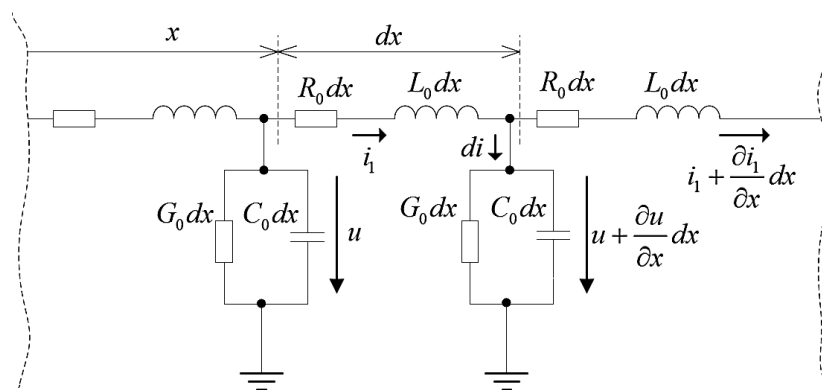 x
dx
R₀dx
L₀dx
R₀dx
L₀dx
i₁
di
i₁ + ∂i₁/∂x dx
G₀dx
C₀dx
u
G₀dx
C₀dx
u + ∂u/∂x dx